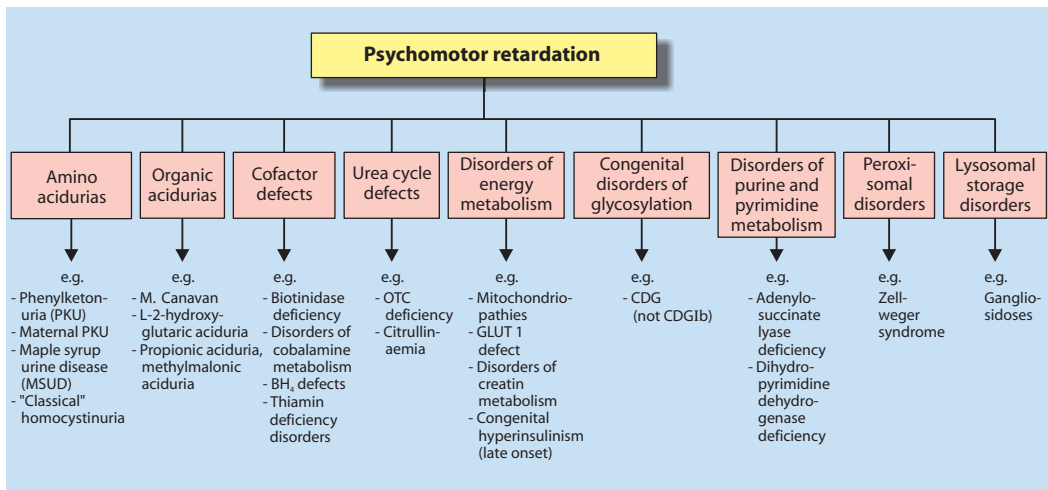 Psychomotor retardation
Amino
acidurias
Organic
acidurias
Cofactor
defects
Urea cycle
defects
Disorders of
energy
metabolism
Congenital
disorders of
glycosylation
Disorders of
purine and
pyrimidine
metabolism
Peroxi-
somal
disorders
Lysosomal
storage
disorders
e.g.
- Phenylketon-
uria (PKU)
- Maternal PKU
- Maple syrup
urine disease
(MSUD)
- "Classical"
homocystinuria
e.g.
- M. Canavan
- L-2-hydroxy-
glutaric aciduria
- Propionic aciduria,
methylmalonic
aciduria
e.g.
- Biotinidase
deficiency
- Disorders of
cobalamine
metabolism
- BH₄ defects
- Thiamin
deficiency
disorders
e.g.
- OTC
deficiency
- Citrullin-
aemia
e.g.
- Mitochondrio-
pathies
- GLUT 1
defect
- Disorders of
creatin
metabolism
- Congenital
hyperinsulinism
(late onset)
e.g.
- CDG
(not CDGIb)
e.g.
- Adenylo-
succinate
lyase
deficiency
- Dihydro-
pyrimidine
dehydro-
genase
deficiency
e.g.
Zell-
weger
syndrome
e.g.
Ganglio-
sidoses